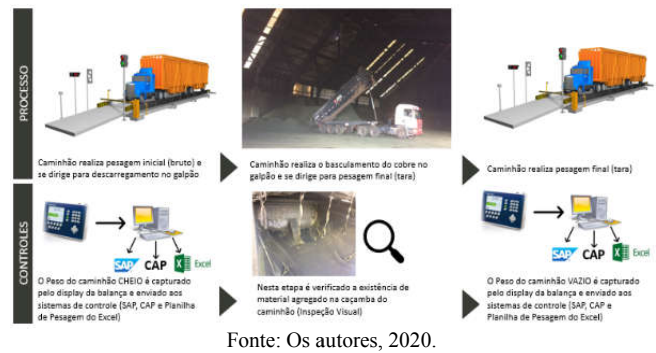 PROCESSO
Caminhão realiza pesagem inicial (bruto) e
se dirige para descarregamento no galpão
Caminhão realiza o basculamento do cobre no
galpão e se dirige para pesagem final (tara)
Caminhão realiza pesagem final (tara)
CONTROLES
SAP CAP Excel
O Peso do caminhão CHEIO é capturado
pelo display da balança e enviado aos
sistemas de controle (SAP, CAP e Planilha
de Pesagem do Excel)
Nesta etapa é verificado a existência de
material agregado na caçamba do
caminhão (Inspeção Visual)
SAP CAP Excel
O Peso do caminhão VAZIO é capturado
pelo display da balança e enviado aos
sistemas de controle (SAP, CAP e
Planilha de Pesagem do Excel)
Fonte: Os autores, 2020.